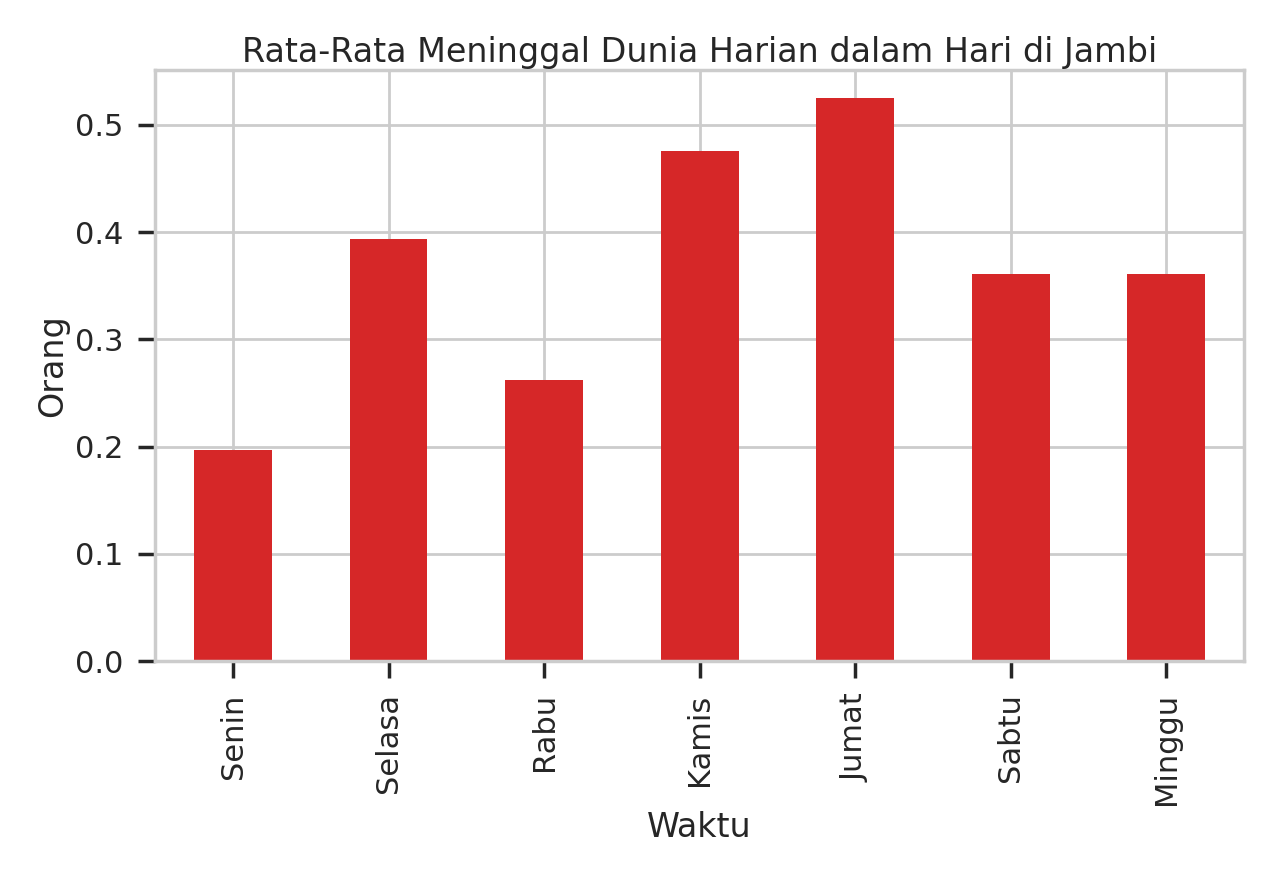 Rata-Rata Meninggal Dunia Harian dalam Hari di Jambi
Orang
0.5
0.4
0.3
0.2
0.1
0.0
Senin
Selasa
Rabu
Kamis
Jumat
Sabtu
Minggu
Waktu